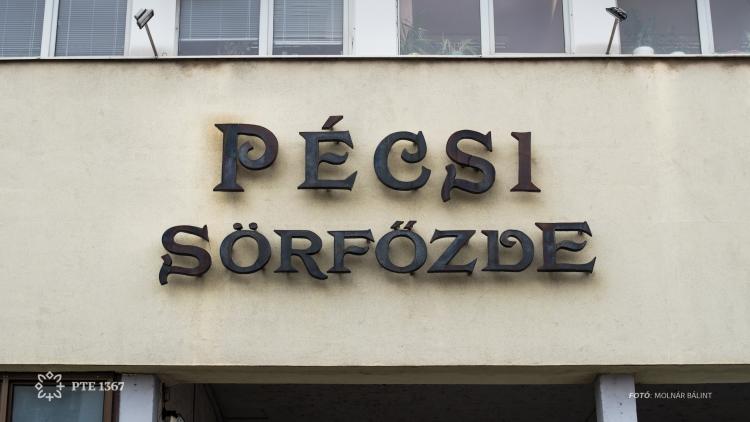 PÉCSI
SÖRFŐZDE
PTE 1367
FOTÓ: MOLNÁR BÁLINT